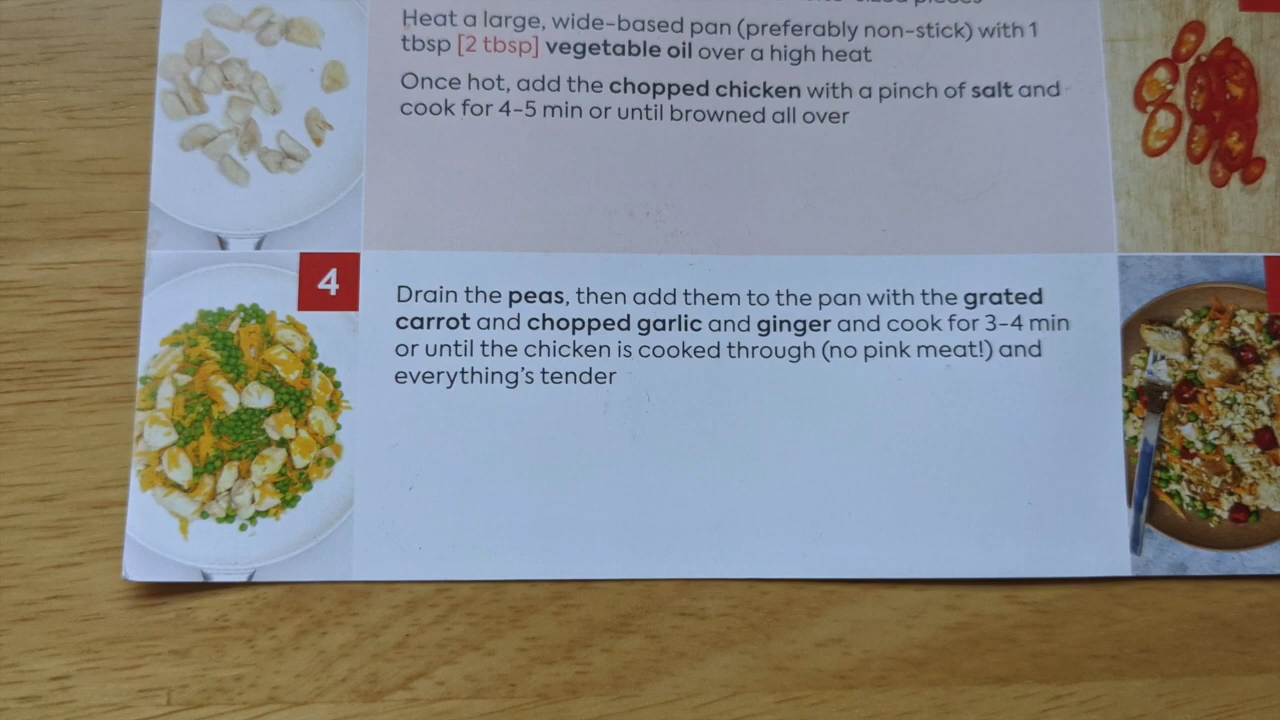 Heat a large, wide-based pan (preferably non-stick) with 1
tbsp [2 tbsp] vegetable oil over a high heat
Once hot, add the chopped chicken with a pinch of salt and
cook for 4-5 min or until browned all over
4
Drain the peas, then add them to the pan with the grated
carrot and chopped garlic and ginger and cook for 3-4 min
or until the chicken is cooked through (no pink meat!) and
everything's tender